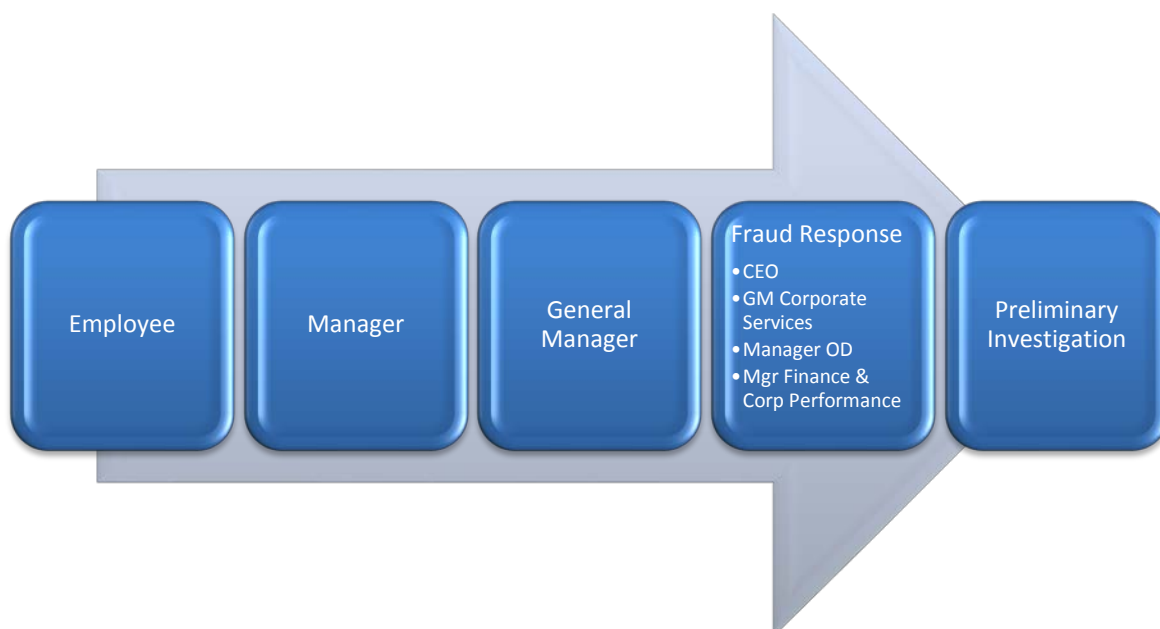 Employee
Manager
General
Manager
Fraud Response
•CEO
•GM Corporate
Services
•Manager OD
•Mgr Finance &
Corp Performance
Preliminary
Investigation